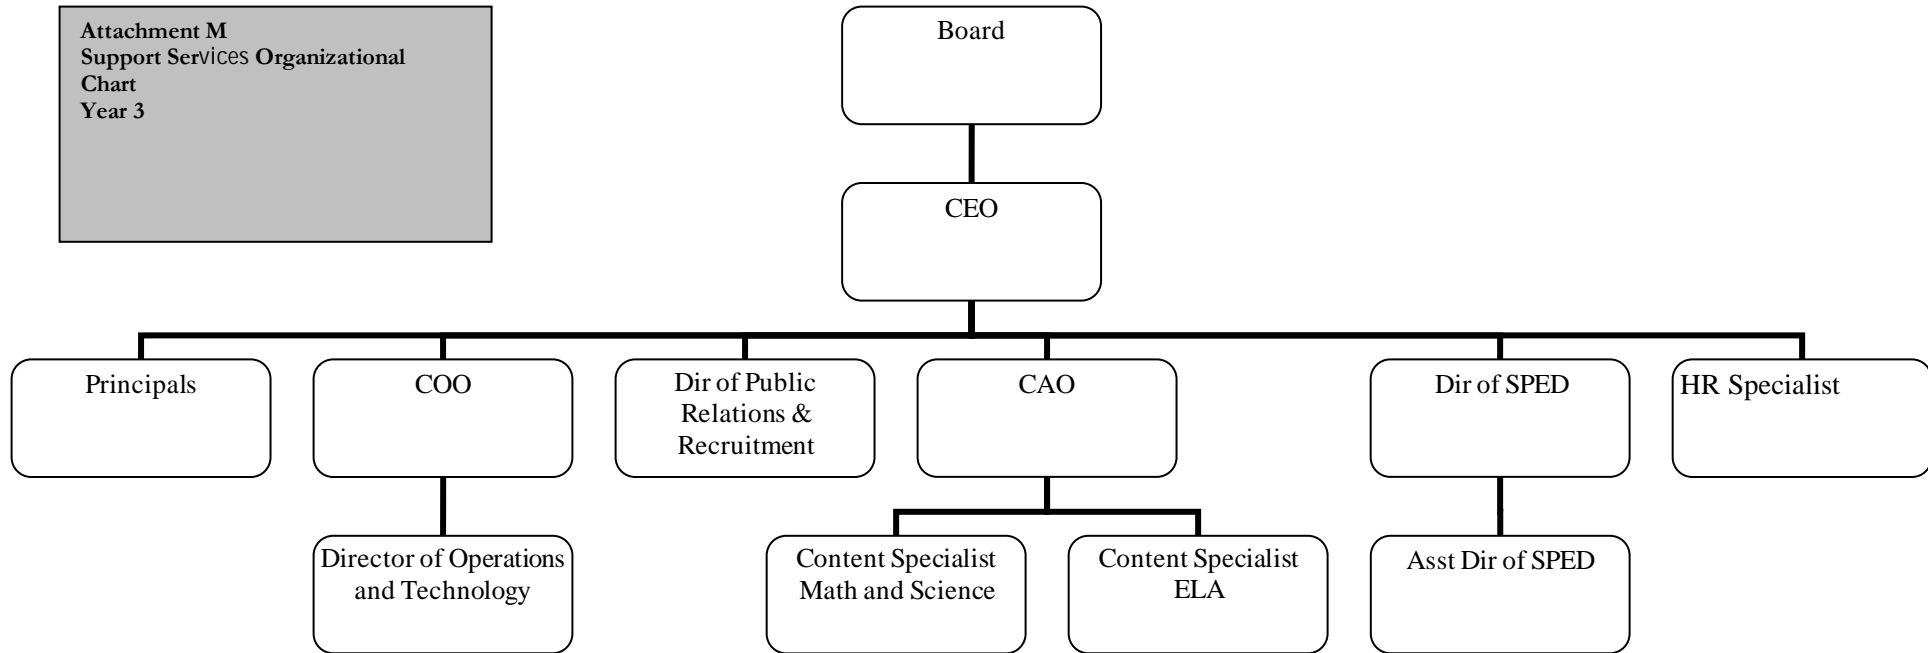 Attachment M
Support Services Organizational
Chart
Year 3
Board
CEO
Principals
COO
Dir of Public
Relations &
Recruitment
CAO
Dir of SPED
HR Specialist
Director of Operations
and Technology
Content Specialist
Math and Science
Content Specialist
ELA
Asst Dir of SPED